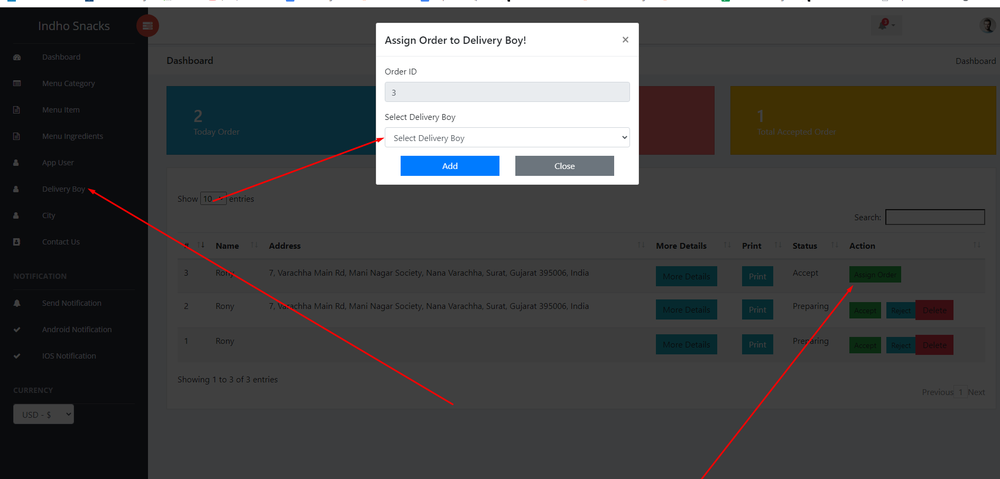 Indho Snacks
3
Dashboard
Menu Category
Menu Item
Menu Ingredients
App User
Delivery Boy
City
Contact Us
NOTIFICATION
Send Notification
Android Notification
IOS Notification
CURRENCY
USD - $
Dashboard
Dashboard
2
Today Order
1
Total Accepted Order
Assign Order to Delivery Boy!
×
Order ID
3
Select Delivery Boy
Select Delivery Boy
Add Close
Show 10 entries
Search:
# Name Address More Details Print Status Action
3 Rony 7, Varachha Main Rd, Mani Nagar Society, Nana Varachha, Surat, Gujarat 395006, India More Details Print Accept Assign Order
2 Rony 7, Varachha Main Rd, Mani Nagar Society, Nana Varachha, Surat, Gujarat 395006, India More Details Print Preparing Accept Reject Delete
1 Rony More Details Print Preparing Accept Reject Delete
Showing 1 to 3 of 3 entries
Previous 1 Next